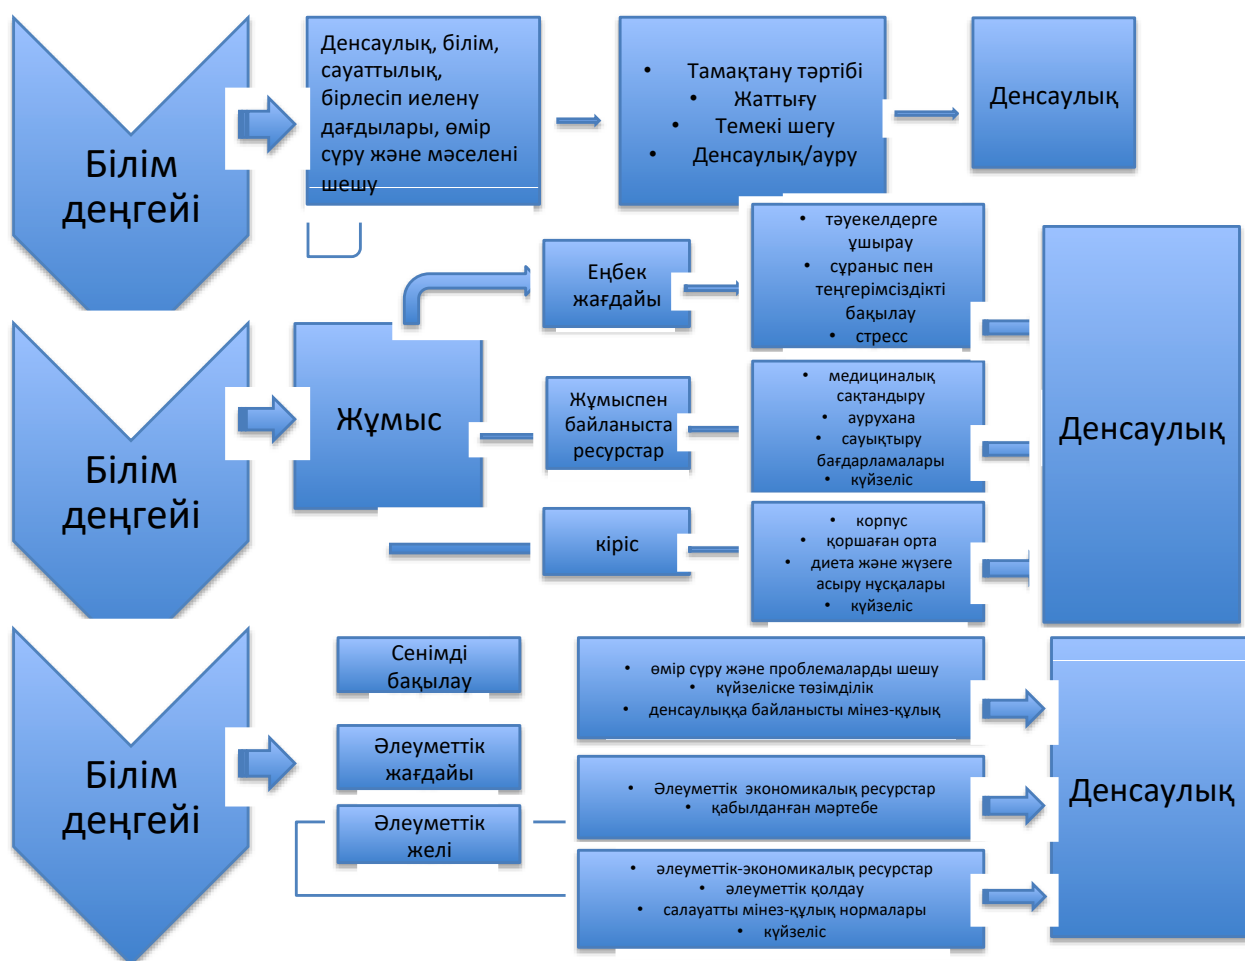 Білім
деңгейі
Денсаулық, білім,
сауаттылық,
бірлесіп иелену
дағдылары, өмір
сүру және мәселені
шешу
• Тамақтану тәртібі
• Жаттығу
• Темекі шегу
• Денсаулық/ауру
Денсаулық
Білім
деңгейі
Жұмыс
Еңбек
жағдайы
• тәуекелдерге
ұшырау
• сұраныс пен
теңгерімсіздікті
бақылау
• стресс
Жұмыспен
байланыста
ресурстар
• медициналық
сақтандыру
• аурухана
• сауықтыру
бағдарламалары
• күйзеліс
кіріс
• корпус
• қоршаған орта
• диета және жүзеге
асыру нұсқалары
• күйзеліс
Денсаулық
Білім
деңгейі
Сенімді
бақылау
• өмір сүру және проблемаларды шешу
• күйзеліске төзімділік
• денсаулыққа байланысты мінез-құлық
Әлеуметтік
жағдайы
• Әлеуметтік экономикалық ресурстар
• қабылданған мәртебе
Әлеуметтік
желі
• әлеуметтік-экономикалық ресурстар
• әлеуметтік қолдау
• салауатты мінез-құлық нормалары
• күйзеліс
Денсаулық